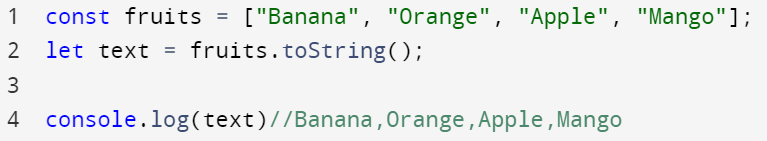 1 const fruits = ["Banana", "Orange", "Apple", "Mango"];
2 let text = fruits.toString();
3
4 console.log(text)//Banana,Orange,Apple,Mango